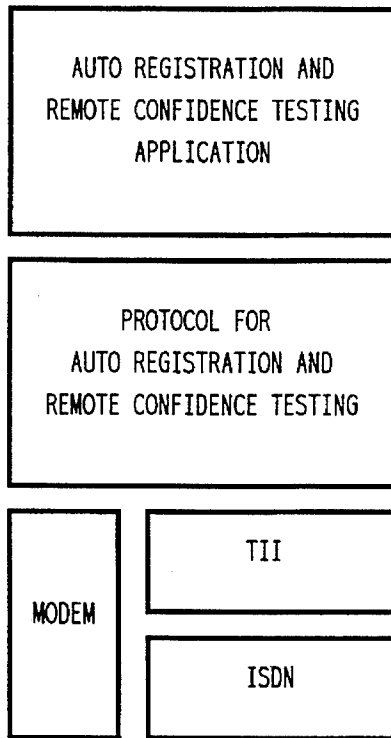 AUTO REGISTRATION AND
REMOTE CONFIDENCE TESTING
APPLICATION
PROTOCOL FOR
AUTO REGISTRATION AND
REMOTE CONFIDENCE TESTING
MODEM
TII
ISDN